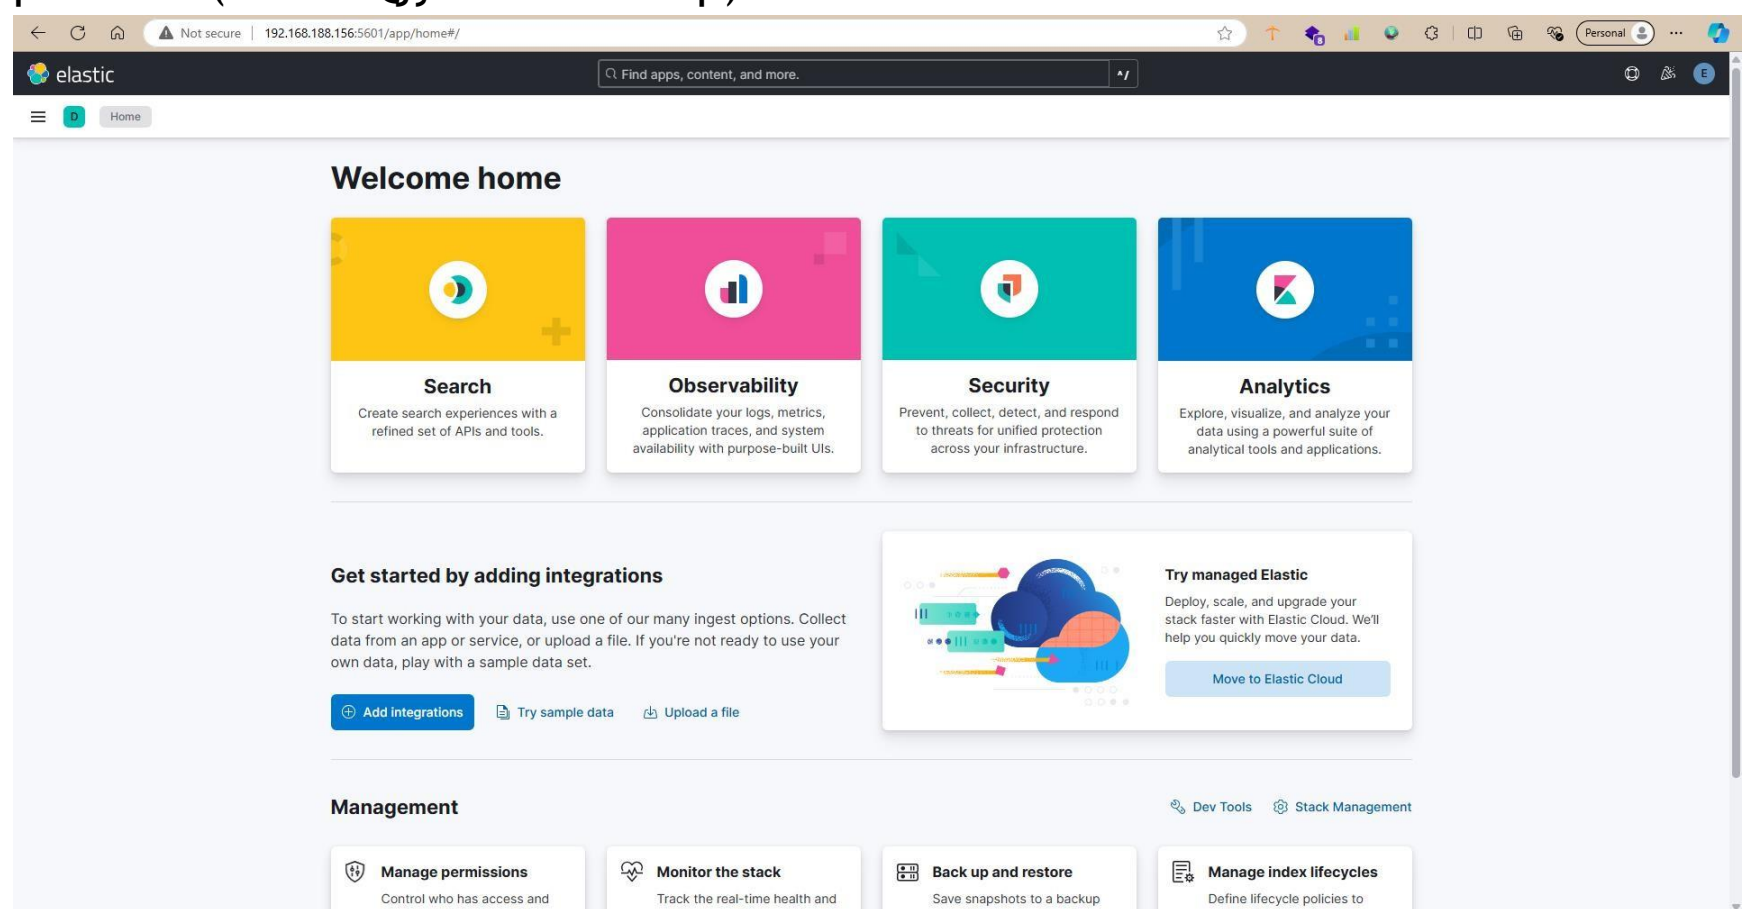 Not secure 192.168.188.156:5601/app/home#/
Personal
elastic
Find apps, content, and more.
^/
E
D
Home
Welcome home
Search
Create search experiences with a
refined set of APIs and tools.
Observability
Consolidate your logs, metrics,
application traces, and system
availability with purpose-built UIs.
Security
Prevent, collect, detect, and respond
to threats for unified protection
across your infrastructure.
Analytics
Explore, visualize, and analyze your
data using a powerful suite of
analytical tools and applications.
Get started by adding integrations
To start working with your data, use one of our many ingest options. Collect
data from an app or service, or upload a file. If you're not ready to use your
own data, play with a sample data set.
Add integrations
Try sample data
Upload a file
Try managed Elastic
Deploy, scale, and upgrade your
stack faster with Elastic Cloud. We'll
help you quickly move your data.
Move to Elastic Cloud
Management
Dev Tools
Stack Management
Manage permissions
Control who has access and
Monitor the stack
Track the real-time health and
Back up and restore
Save snapshots to a backup
Manage index lifecycles
Define lifecycle policies to